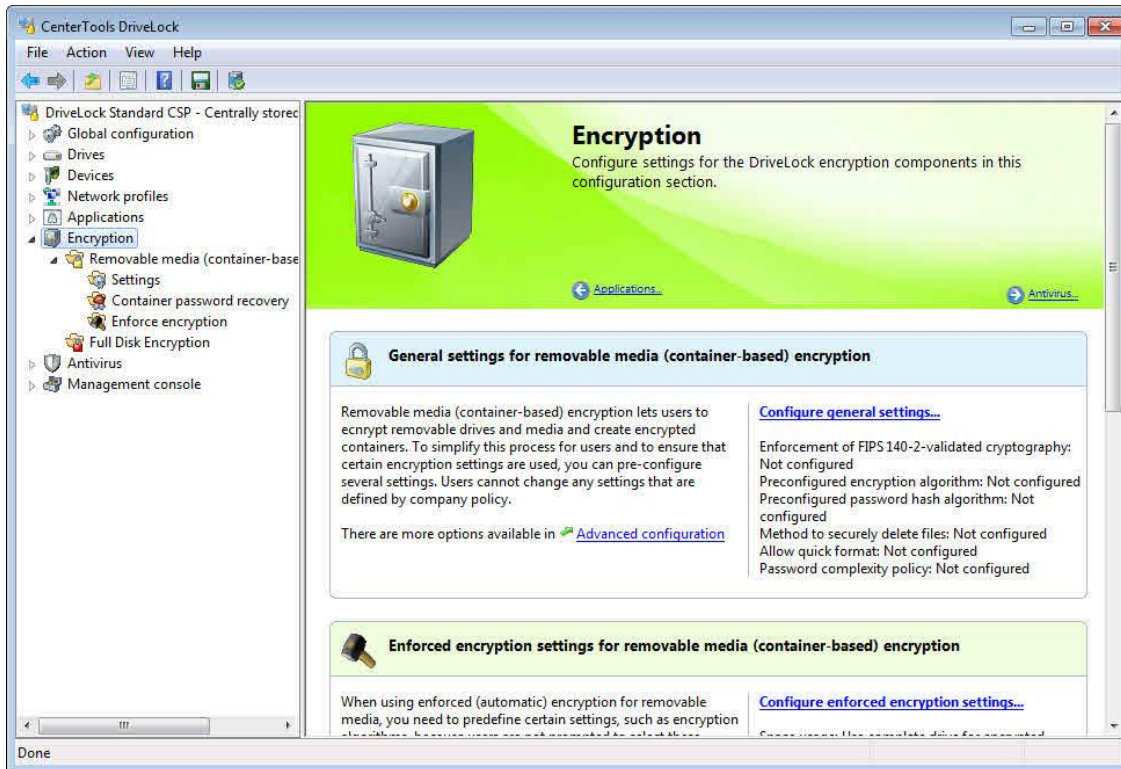 CenterTools DriveLock
File Action View Help
DriveLock Standard CSP - Centrally storec
Global configuration
Drives
Devices
Network profiles
Applications
Encryption
Removable media (container-base
Settings
Container password recovery
Enforce encryption
Full Disk Encryption
Antivirus
Management console
Encryption
Configure settings for the DriveLock encryption components in this
configuration section.
Applications...
Antivirus...
General settings for removable media (container-based) encryption
Removable media (container-based) encryption lets users to
ecnrypt removable drives and media and create encrypted
containers. To simplify this process for users and to ensure that
certain encryption settings are used, you can pre-configure
several settings. Users cannot change any settings that are
defined by company policy.
There are more options available in Advanced configuration
Configure general settings...
Enforcement of FIPS 140-2-validated cryptography:
Not configured
Preconfigured encryption algorithm: Not configured
Preconfigured password hash algorithm: Not
configured
Method to securely delete files: Not configured
Allow quick format: Not configured
Password complexity policy: Not configured
Enforced encryption settings for removable media (container-based) encryption
When using enforced (automatic) encryption for removable
media, you need to predefine certain settings, such as encryption
Configure enforced encryption settings...
Done